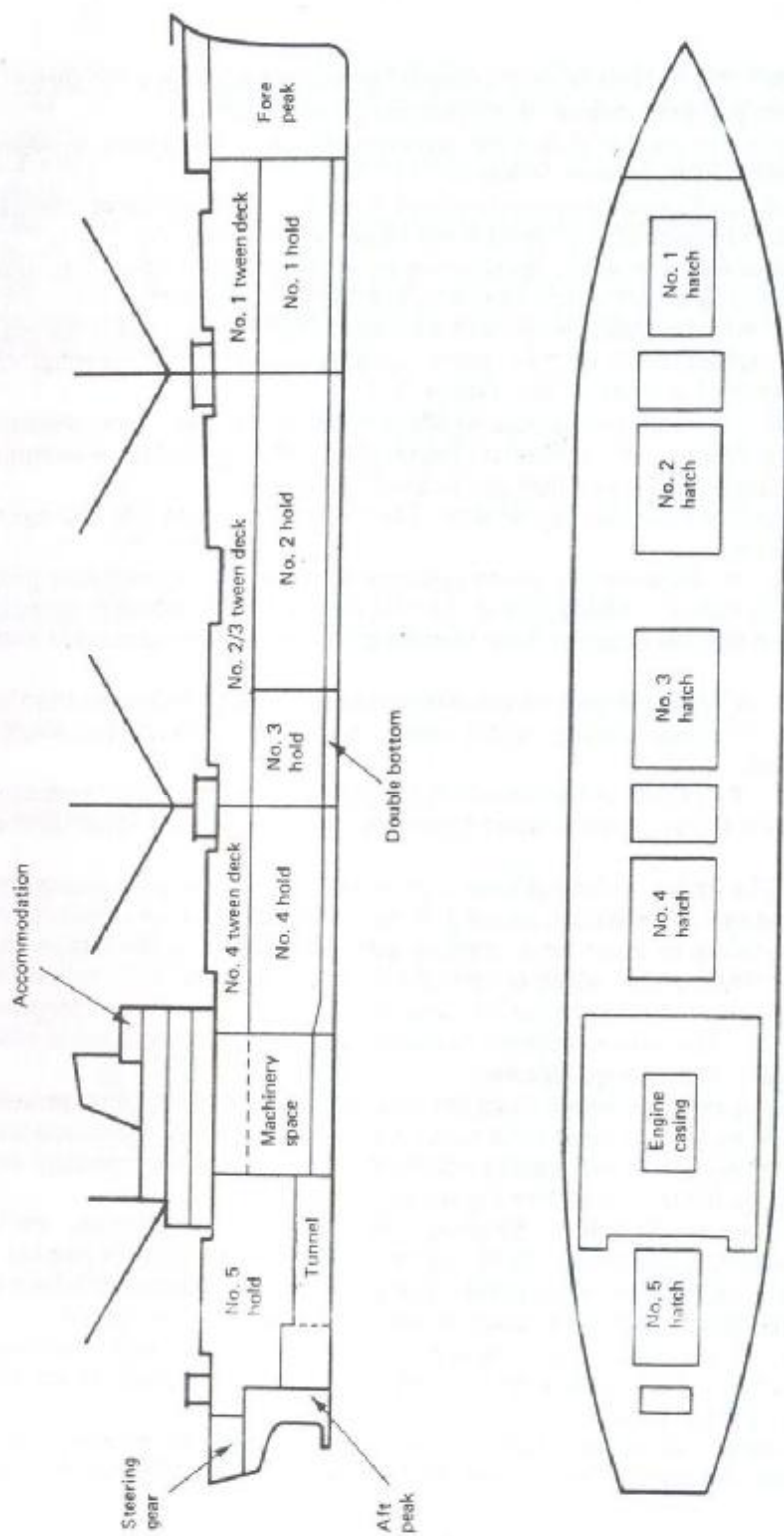 Accommodation
Steering
gear
Aft
peak
No. 5
hold
Tunnel
Machinery
space
No. 4 tween deck
No. 4 hold
No. 3
hold
Double bottom
No. 2/3 tween deck
No. 2 hold
No. 1 tween deck
No. 1 hold
Fore
peak
No. 5
hatch
Engine
casing
No. 4
hatch
No. 3
hatch
No. 2
hatch
No. 1
hatch